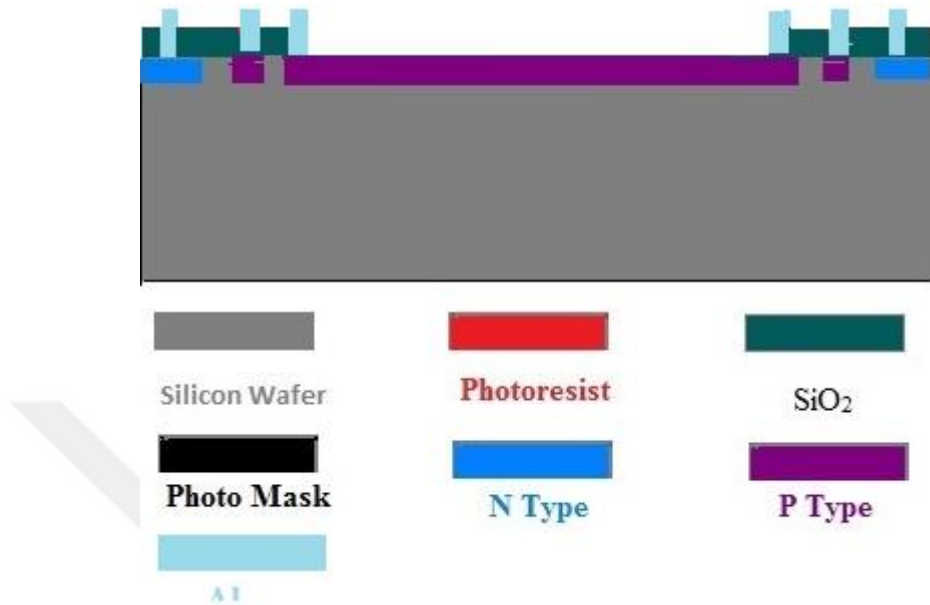 Silicon Wafer
Photoresist
SiO₂
Photo Mask
N Type
P Type